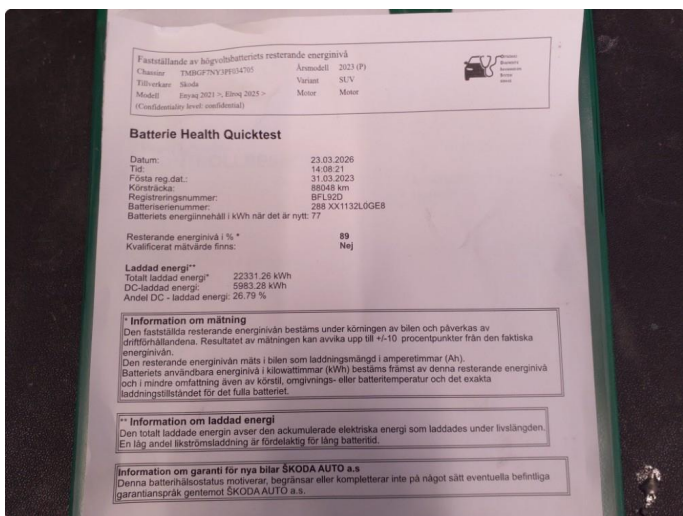 Fastställande av högvoltsbatteriets resterande energinivå
Chassinr TMBGF7NY3PF034705 Årsmodell 2023 (P)
Tillverkare Skoda Variant SUV
Modell Enyaq 2021 >, Elroq 2025 > Motor Motor
(Confidentiality level: confidential)
Batterie Health Quicktest
Datum: 23.03.2026
Tid: 14:08:21
Fösta reg.dat.: 31.03.2023
Körsträcka: 88048 km
Registreringsnummer: BFL92D
Batteriserienummer: 288 XX1132L0GE8
Batteriets energiinnehåll i kWh när det är nytt: 77
Resterande energinivå i % * 89
Kvalificerat mätvärde finns: Nej
Laddad energi**
Totalt laddad energi* 22331.26 kWh
DC-laddad energi: 5983.28 kWh
Andel DC - laddad energi: 26.79 %
* Information om mätning
Den fastställda resterande energinivån bestäms under körningen av bilen och påverkas av
driftförhållandena. Resultatet av mätningen kan avvika upp till +/-10 procentpunkter från den faktiska
energinivån.
Den resterande energinivån mäts i bilen som laddningsmängd i amperetimmar (Ah).
Batteriets användbara energinivå i kilowattimmar (kWh) bestäms främst av denna resterande energinivå
och i mindre omfattning även av körstil, omgivnings- eller batteritemperatur och det exakta
laddningstillståndet för det fulla batteriet.
** Information om laddad energi
Den totalt laddade energin avser den ackumulerade elektriska energi som laddades under livslängden.
En låg andel likströmsladdning är fördelaktig för lång batteritid.
Information om garanti för nya bilar ŠKODA AUTO a.s
Denna batterihälsostatus motiverar, begränsar eller kompletterar inte på något sätt eventuella befintliga
garantianspråk gentemot ŠKODA AUTO a.s.